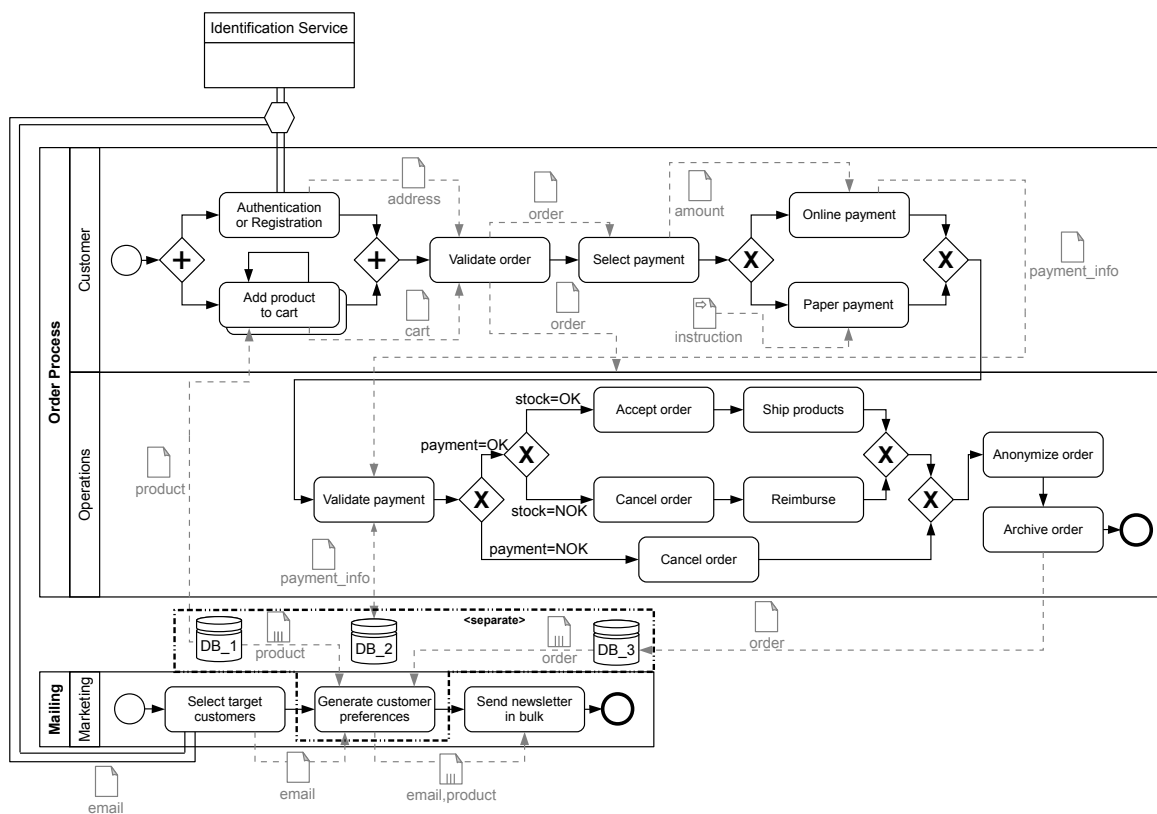 Identification Service
Order Process
Customer
Authentication
or Registration
address
Add product
to cart
cart
Validate order
order
order
Select payment
amount
Online payment
Paper payment
instruction
payment_info
X
X
Operations
product
Validate payment
payment_info
X
payment=OK
payment=NOK
X
stock=OK
stock=NOK
Accept order
Ship products
Cancel order
Reimburse
Cancel order
X
X
Anonymize order
Archive order
order
<separate>
DB_1
product
DB_2
order
DB_3
Mailing
Marketing
Select target
customers
Generate customer
preferences
Send newsletter
in bulk
email
email
email,product